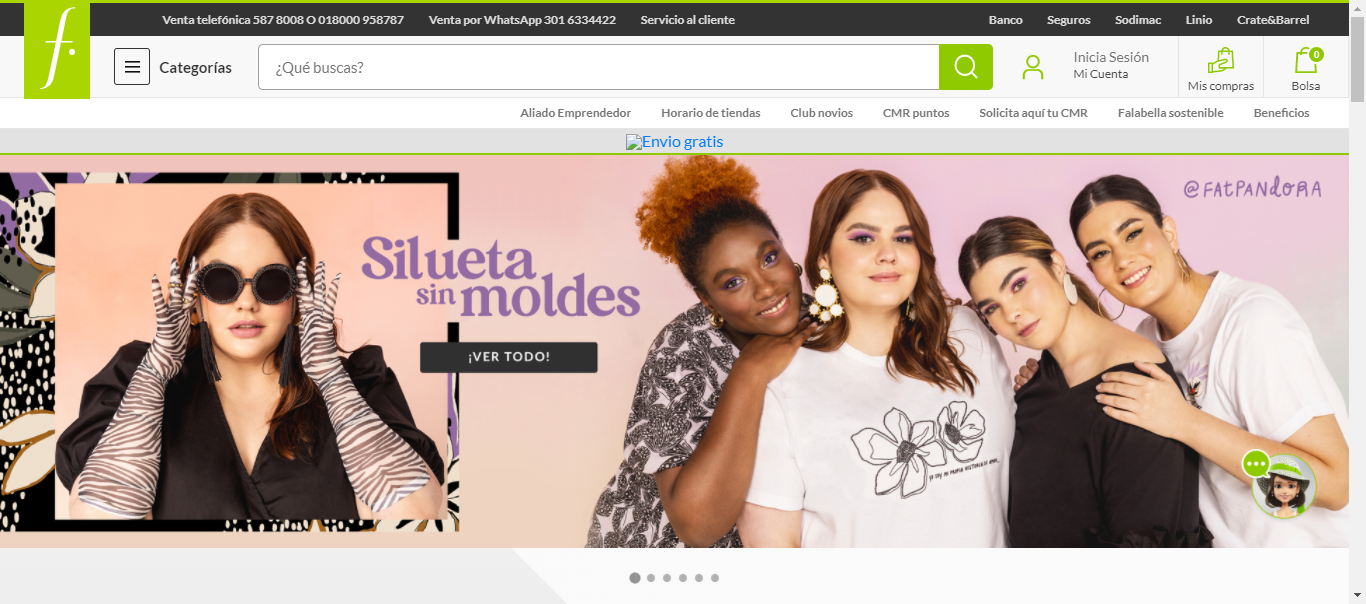 Venta telefónica 587 8008 O 018000 958787 Venta por WhatsApp 301 6334422 Servicio al cliente Banco Seguros Sodimac Linio Crate&Barrel
f.
Categorías
¿Qué buscas?
Inicia Sesión
Mi Cuenta
Mis compras
0
Bolsa
Aliado Emprendedor Horario de tiendas Club novios CMR puntos Solicita aquí tu CMR Falabella sostenible Beneficios
Envio gratis
@FATPANDORA
Silueta
sin moldes
¡VER TODO!